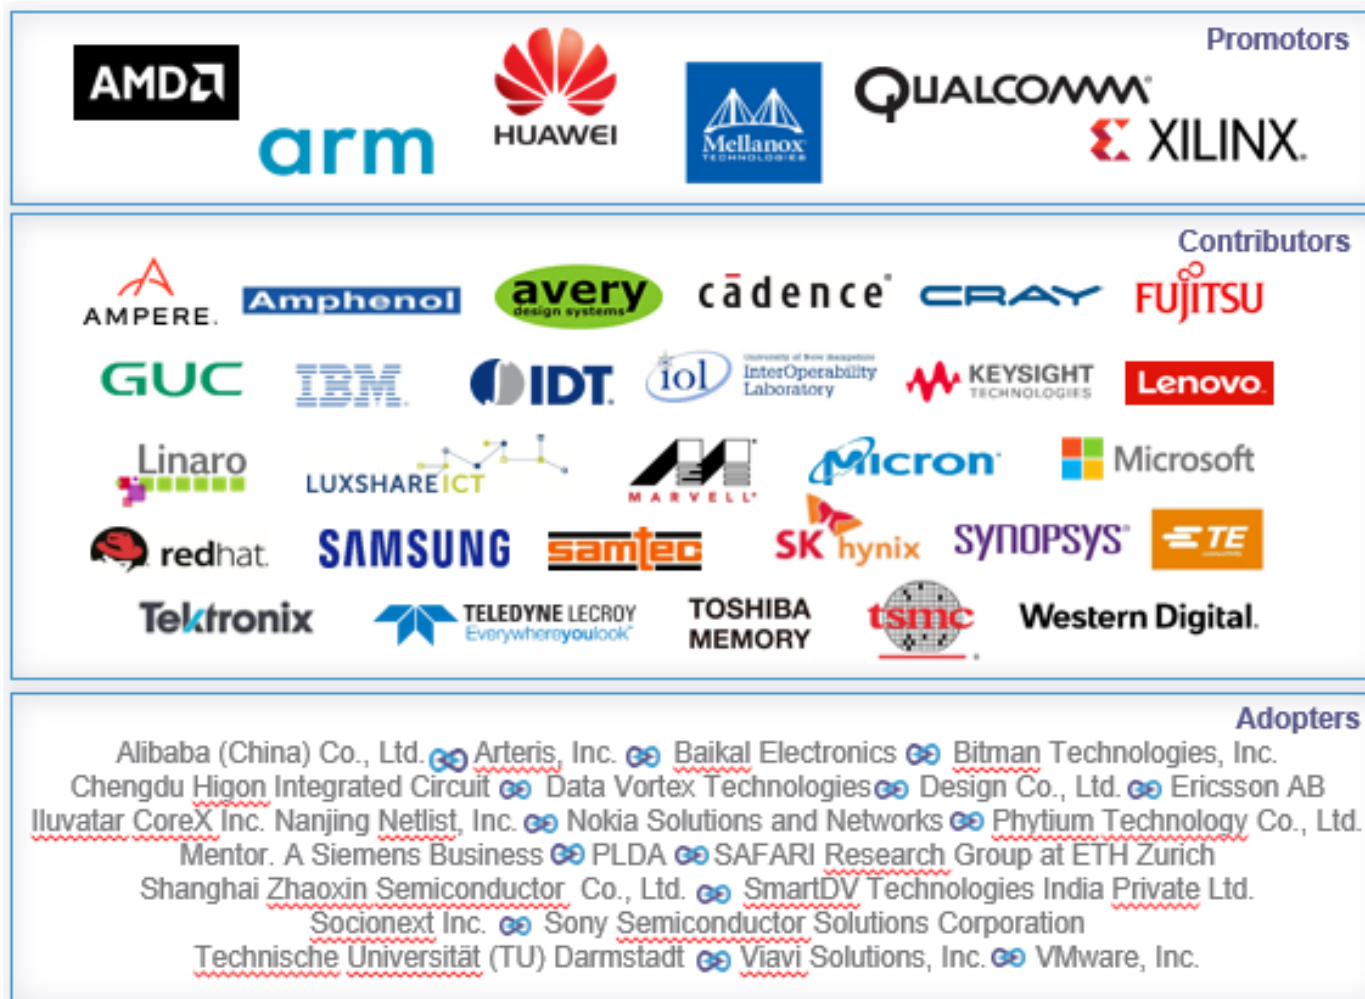 Promotors
AMD
arm
HUAWEI
Mellanox
TECHNOLOGIES
QUALCOMM
XILINX.
Contributors
AMPERE.
Amphenol
avery
design systems
cādence
CRAY
FUJITSU
GUC
IBM
IDT.
iol
University of New Hampshire
InterOperability
Laboratory
KEYSIGHT
TECHNOLOGIES
Lenovo
Linaro
LUXSHARE ICT
MARVELL
Micron
Microsoft
redhat.
SAMSUNG
samtec
SK hynix
SYNOPSYS
TE
Tektronix
TELEDYNE LECROY
Everywhereyoulook
TOSHIBA
MEMORY
tsmc
Western Digital.
Adopters
Alibaba (China) Co., Ltd. Arteris, Inc. Baikal Electronics Bitman Technologies, Inc.
Chengdu Higon Integrated Circuit Data Vortex Technologies Design Co., Ltd. Ericsson AB
Iluvatar CoreX Inc. Nanjing Netlist, Inc. Nokia Solutions and Networks Phytium Technology Co., Ltd.
Mentor. A Siemens Business PLDA SAFARI Research Group at ETH Zurich
Shanghai Zhaoxin Semiconductor Co., Ltd. SmartDV Technologies India Private Ltd.
Socionext Inc. Sony Semiconductor Solutions Corporation
Technische Universität (TU) Darmstadt Viavi Solutions, Inc. VMware, Inc.